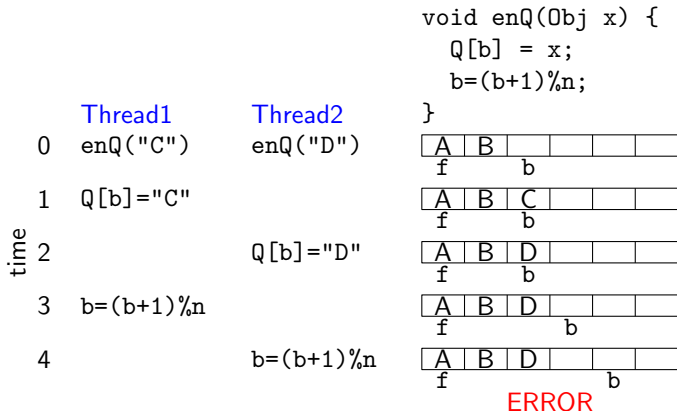 void enQ(Obj x) {
Q[b] = x;
b=(b+1)%n;
}
Thread1 Thread2
time
0 enQ("C") enQ("D") A B
f b
1 Q[b]="C" A B C
f b
2 Q[b]="D" A B D
f b
3 b=(b+1)%n A B D
f b
4 b=(b+1)%n A B D
f b
ERROR